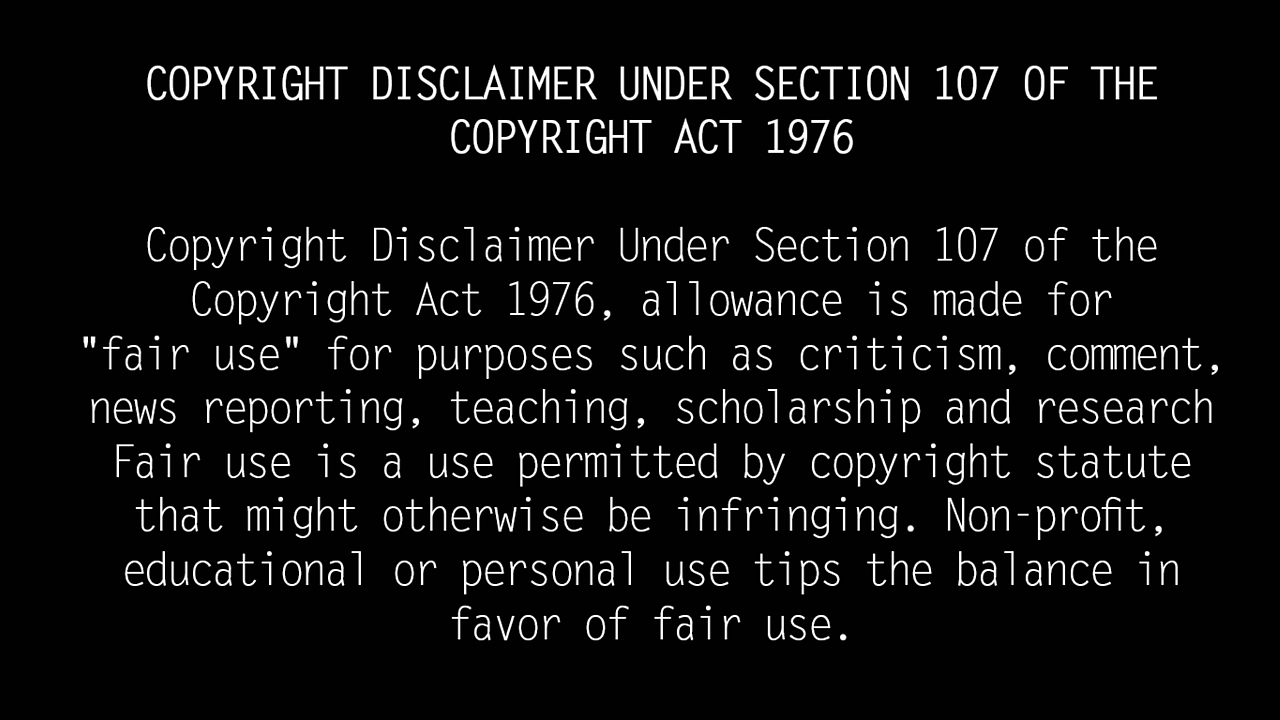 COPYRIGHT DISCLAIMER UNDER SECTION 107 OF THE
COPYRIGHT ACT 1976
Copyright Disclaimer Under Section 107 of the
Copyright Act 1976, allowance is made for
"fair use" for purposes such as criticism, comment,
news reporting, teaching, scholarship and research
Fair use is a use permitted by copyright statute
that might otherwise be infringing. Non-profit,
educational or personal use tips the balance in
favor of fair use.